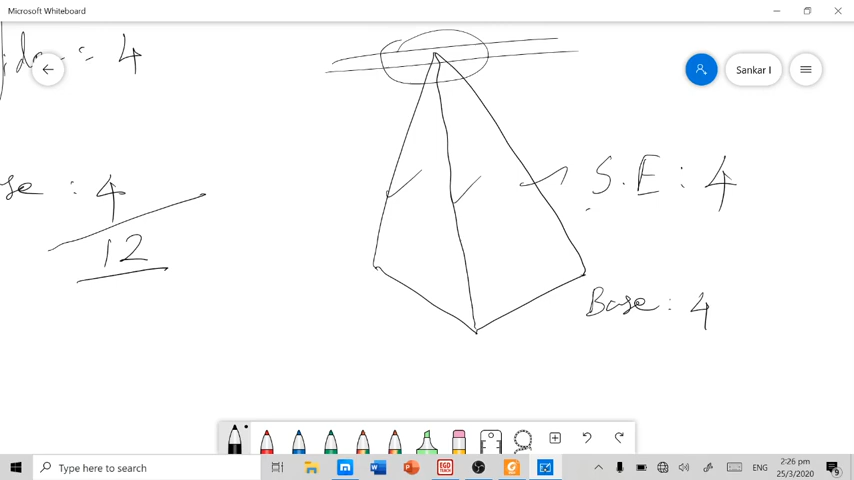 Microsoft Whiteboard
: 4
Sankar I
S.E : 4
: 4
12
Base : 4
Type here to search
ENG
2:26 pm
25/3/2020